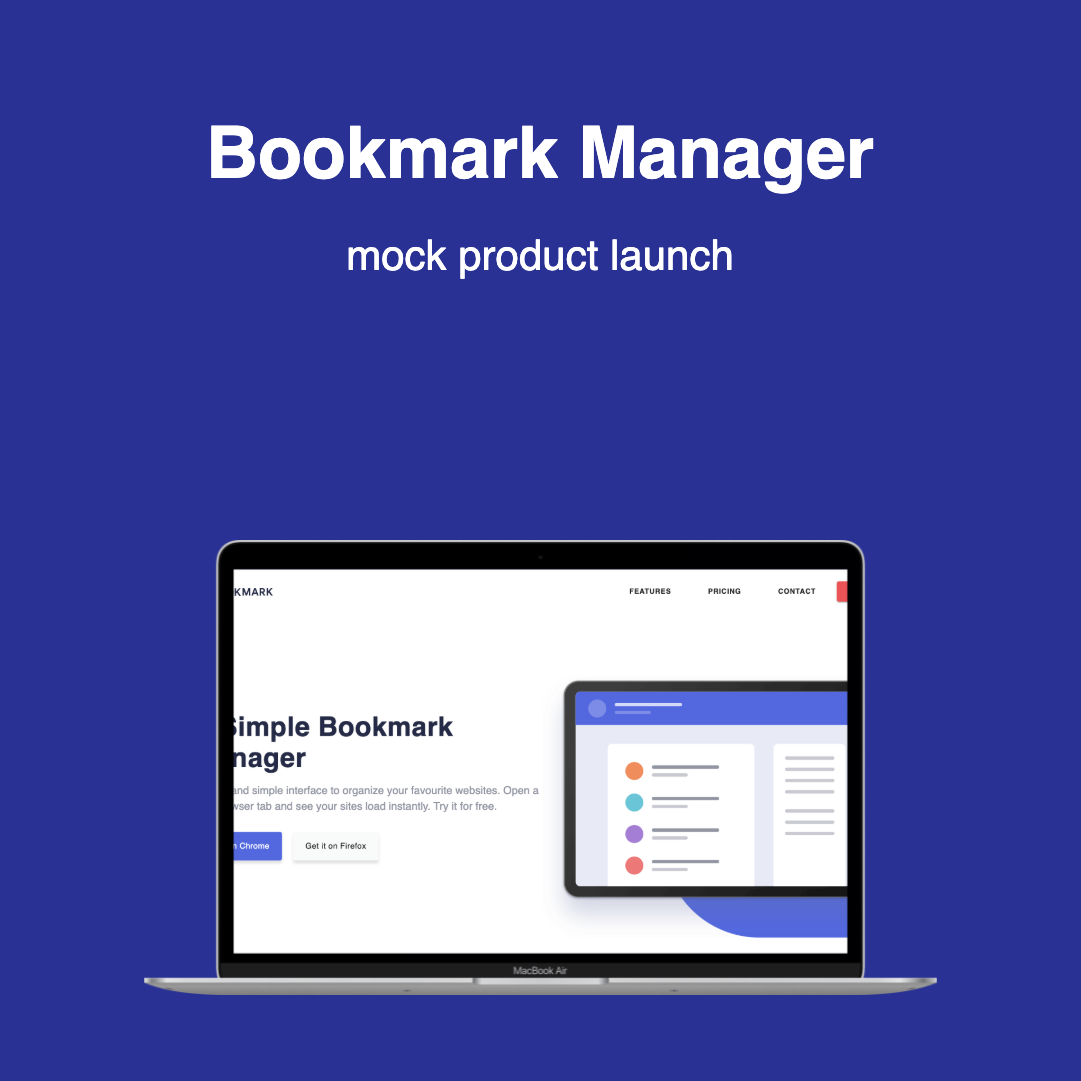 Bookmark Manager
mock product launch
KMARK
FEATURES
PRICING
CONTACT
Simple Bookmark
nager
and simple interface to organize your favourite websites. Open a
wser tab and see your sites load instantly. Try it for free.
n Chrome
Get it on Firefox
MacBook Air